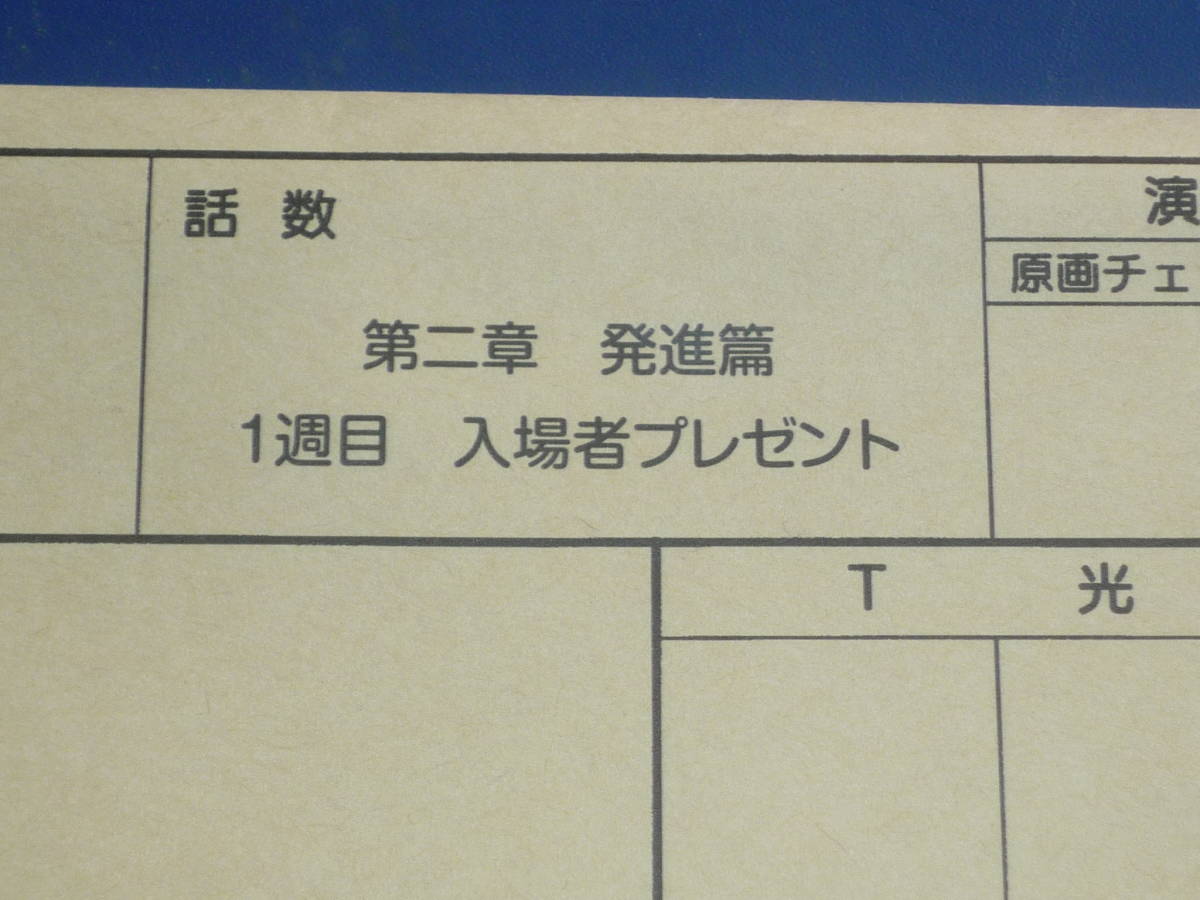 話 数
演
原画チェ
第二章 発進篇
1週目 入場者プレゼント
T 光